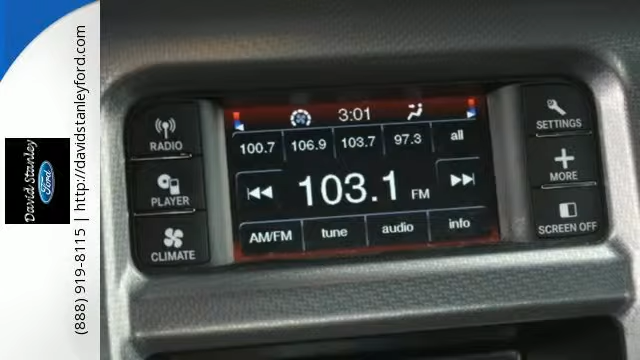 (888) 919-8115 | http://davidstanleyford.com
David Stanley
Ford
RADIO
PLAYER
CLIMATE
3:01
100.7 106.9 103.7 97.3 all
103.1 FM
AM/FM tune audio info
SETTINGS
MORE
SCREEN OFF